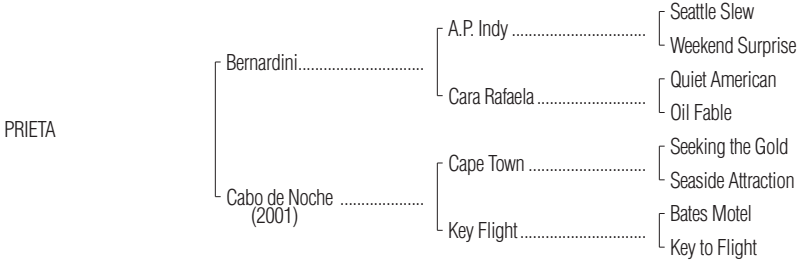 Seattle Slew
A.P. Indy ................................
Weekend Surprise
Bernardini..............................
Quiet American
Cara Rafaela ..........................
Oil Fable
PRIETA
Seeking the Gold
Cape Town ............................
Seaside Attraction
Cabo de Noche ....................
(2001)
Bates Motel
Key Flight..............................
Key to Flight